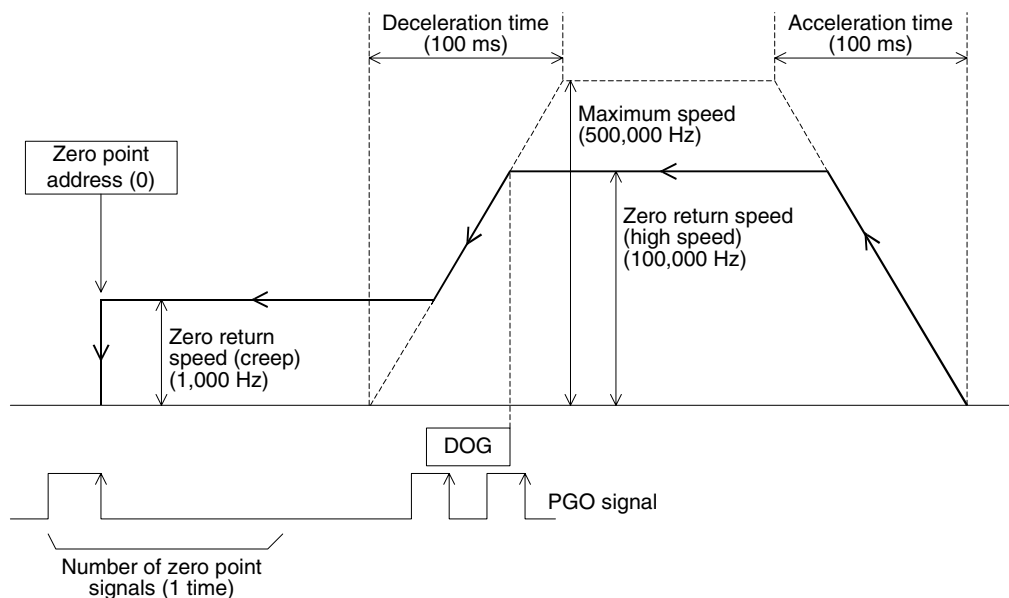 Deceleration time
(100 ms)
Acceleration time
(100 ms)
Maximum speed
(500,000 Hz)
Zero point
address (0)
Zero return speed
(high speed)
(100,000 Hz)
Zero return
speed (creep)
(1,000 Hz)
DOG
PGO signal
Number of zero point
signals (1 time)